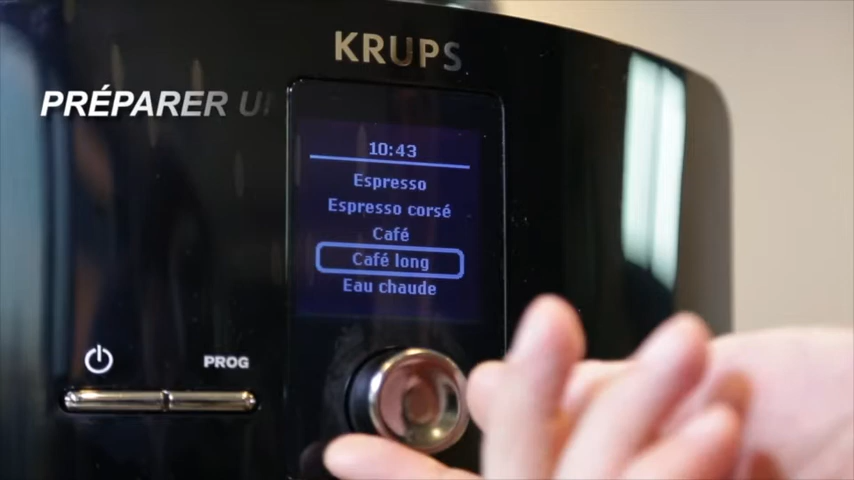 KRUPS
PRÉPARER U
10:43
Espresso
Espresso corsé
Café
Café long
Eau chaude
PROG